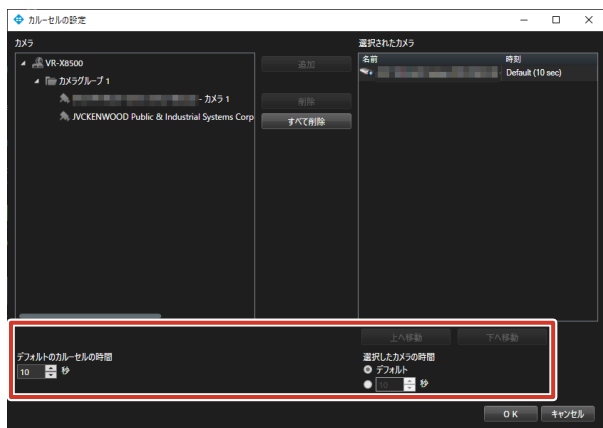 カルーセルの設定
カメラ
選択されたカメラ
VR-X8500
追加
名前
時刻
Default (10 sec)
カメラグループ 1
- カメラ 1
削除
JVCKENWOOD Public & Industrial Systems Corp
すべて削除
上へ移動
下へ移動
デフォルトのカルーセルの時間
選択したカメラの時間
10 秒
デフォルト
10 秒
OK
キャンセル